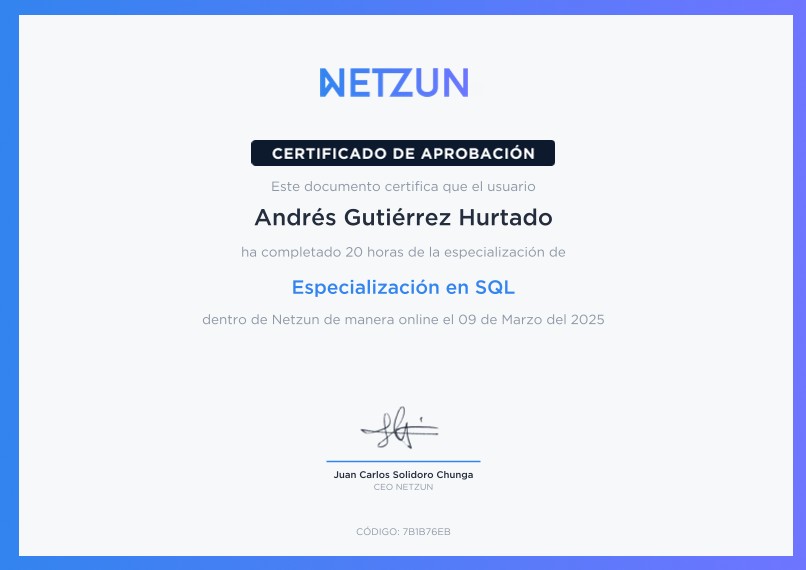 NETZUN
CERTIFICADO DE APROBACIÓN
Este documento certifica que el usuario
Andrés Gutiérrez Hurtado
ha completado 20 horas de la especialización de
Especialización en SQL
dentro de Netzun de manera online el 09 de Marzo del 2025
Juan Carlos Solidoro Chunga
CEO NETZUN
CÓDIGO: 7B1B76EB